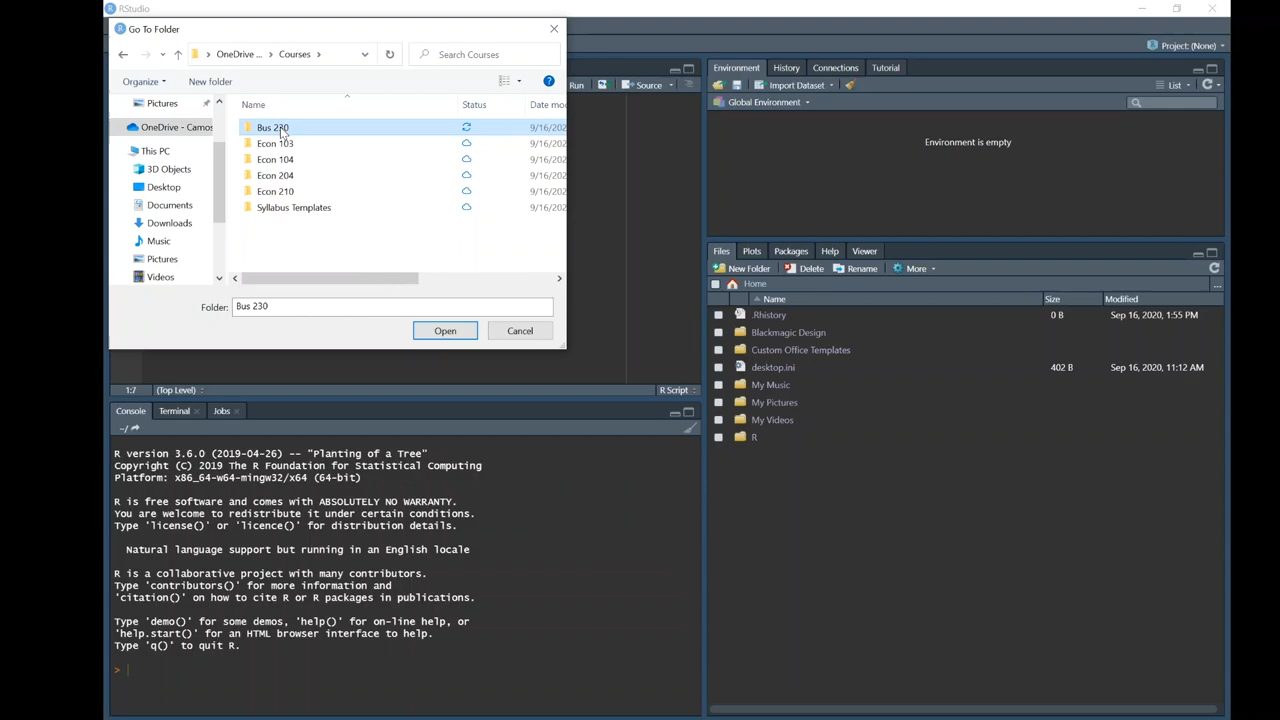 RStudio
Go To Folder
OneDrive ... > Courses >
Search Courses
Organize
New folder
Name Status Date mod
Pictures
OneDrive - Camos
This PC
3D Objects
Desktop
Documents
Downloads
Music
Pictures
Videos
Bus 230 9/16/202
Econ 103 9/16/202
Econ 104 9/16/202
Econ 204 9/16/202
Econ 210 9/16/202
Syllabus Templates 9/16/202
Folder: Bus 230
Open Cancel
Run Source
1:7 (Top Level) R Script
Console Terminal Jobs
~/
R version 3.6.0 (2019-04-26) -- "Planting of a Tree"
Copyright (C) 2019 The R Foundation for Statistical Computing
Platform: x86_64-w64-mingw32/x64 (64-bit)
R is free software and comes with ABSOLUTELY NO WARRANTY.
You are welcome to redistribute it under certain conditions.
Type 'license()' or 'licence()' for distribution details.
Natural language support but running in an English locale
R is a collaborative project with many contributors.
Type 'contributors()' for more information and
'citation()' on how to cite R or R packages in publications.
Type 'demo()' for some demos, 'help()' for on-line help, or
'help.start()' for an HTML browser interface to help.
Type 'q()' to quit R.
>
Project: (None)
Environment History Connections Tutorial
Import Dataset List
Global Environment
Environment is empty
Files Plots Packages Help Viewer
New Folder Delete Rename More
Home ...
Name Size Modified
.Rhistory 0 B Sep 16, 2020, 1:55 PM
Blackmagic Design
Custom Office Templates
desktop.ini 402 B Sep 16, 2020, 11:12 AM
My Music
My Pictures
My Videos
R